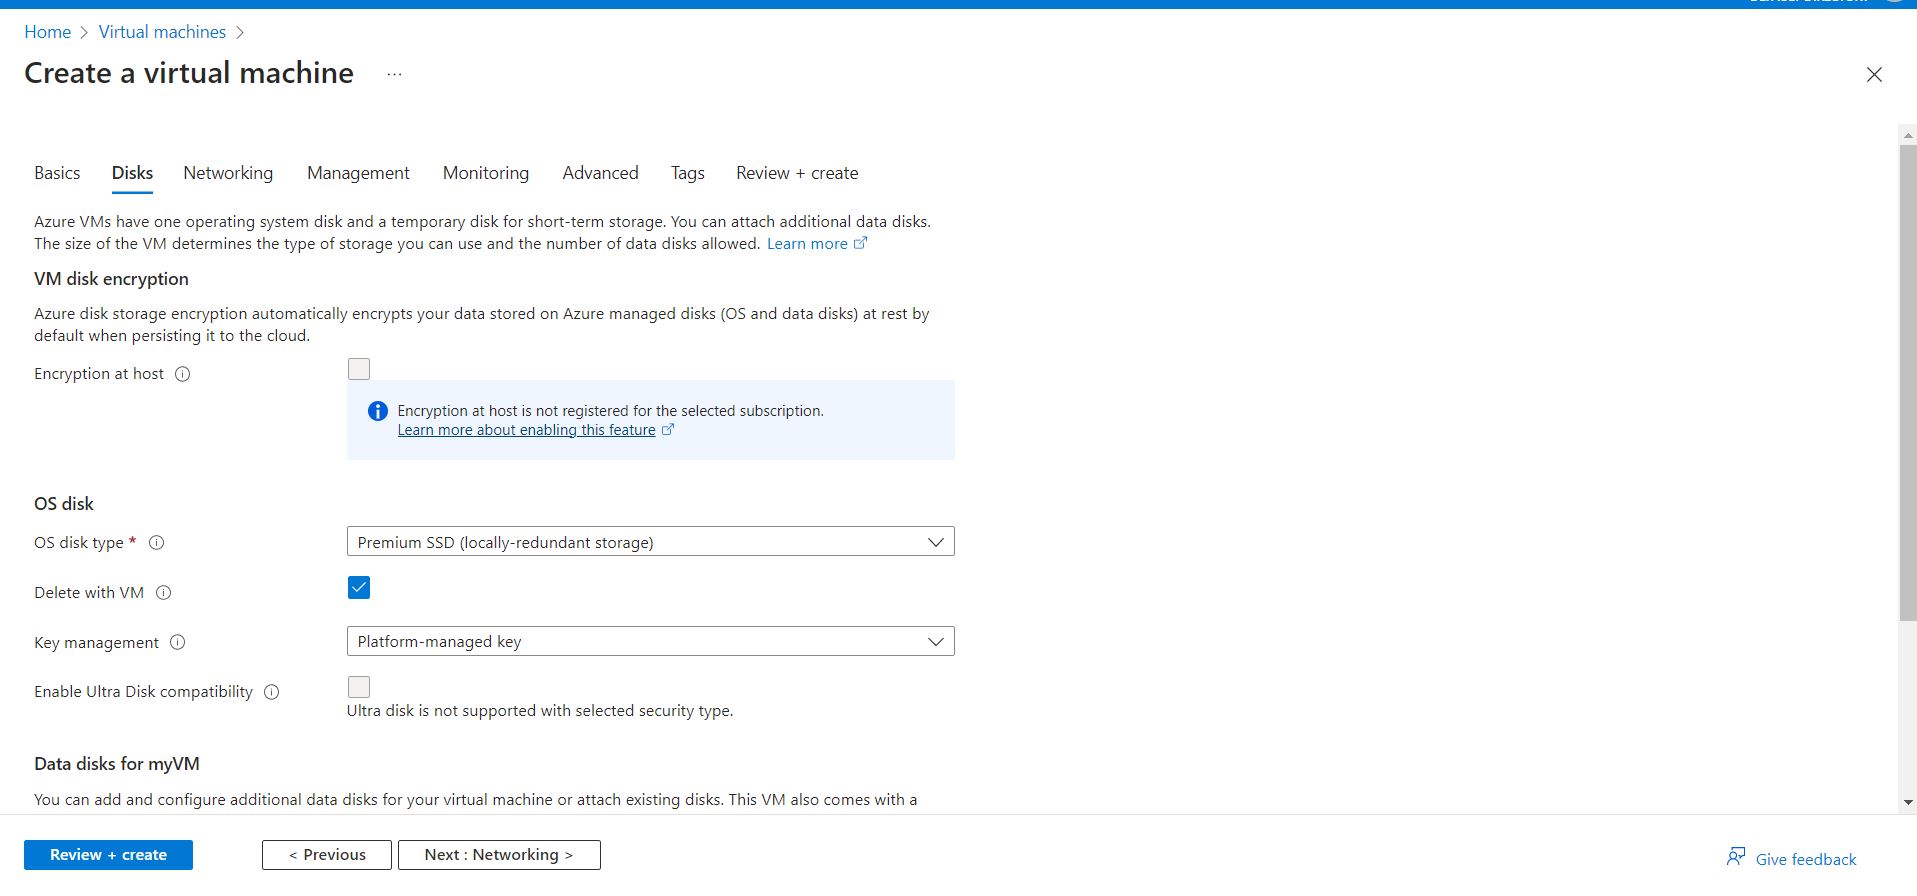 Home > Virtual machines >
Create a virtual machine ...
Basics Disks Networking Management Monitoring Advanced Tags Review + create
Azure VMs have one operating system disk and a temporary disk for short-term storage. You can attach additional data disks.
The size of the VM determines the type of storage you can use and the number of data disks allowed. Learn more
VM disk encryption
Azure disk storage encryption automatically encrypts your data stored on Azure managed disks (OS and data disks) at rest by
default when persisting it to the cloud.
Encryption at host
Encryption at host is not registered for the selected subscription.
Learn more about enabling this feature
OS disk
OS disk type * Premium SSD (locally-redundant storage)
Delete with VM
Key management Platform-managed key
Enable Ultra Disk compatibility
Ultra disk is not supported with selected security type.
Data disks for myVM
You can add and configure additional data disks for your virtual machine or attach existing disks. This VM also comes with a
Review + create < Previous Next : Networking > Give feedback